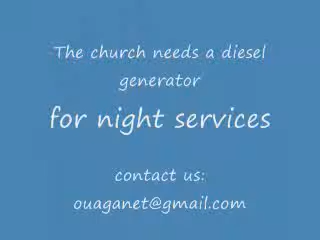 The church needs a diesel
generator
for night services
contact us:
ouaganet@gmail.com